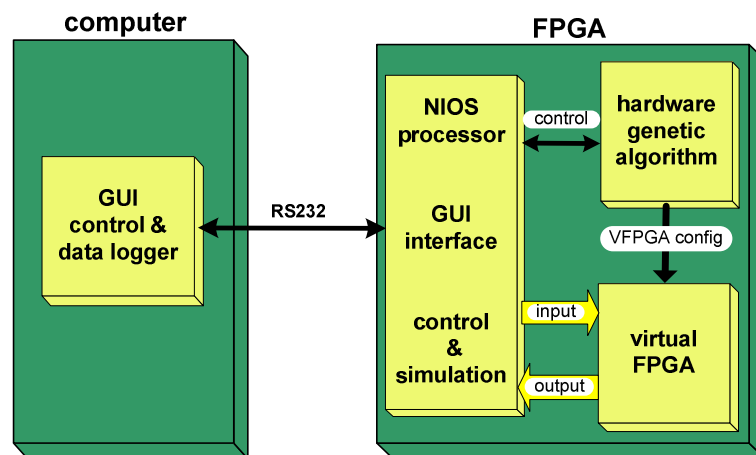 computer
GUI
control &
data logger
RS232
FPGA
NIOS
processor
GUI
interface
control
&
simulation
control
hardware
genetic
algorithm
VFPGA config
input
output
virtual
FPGA